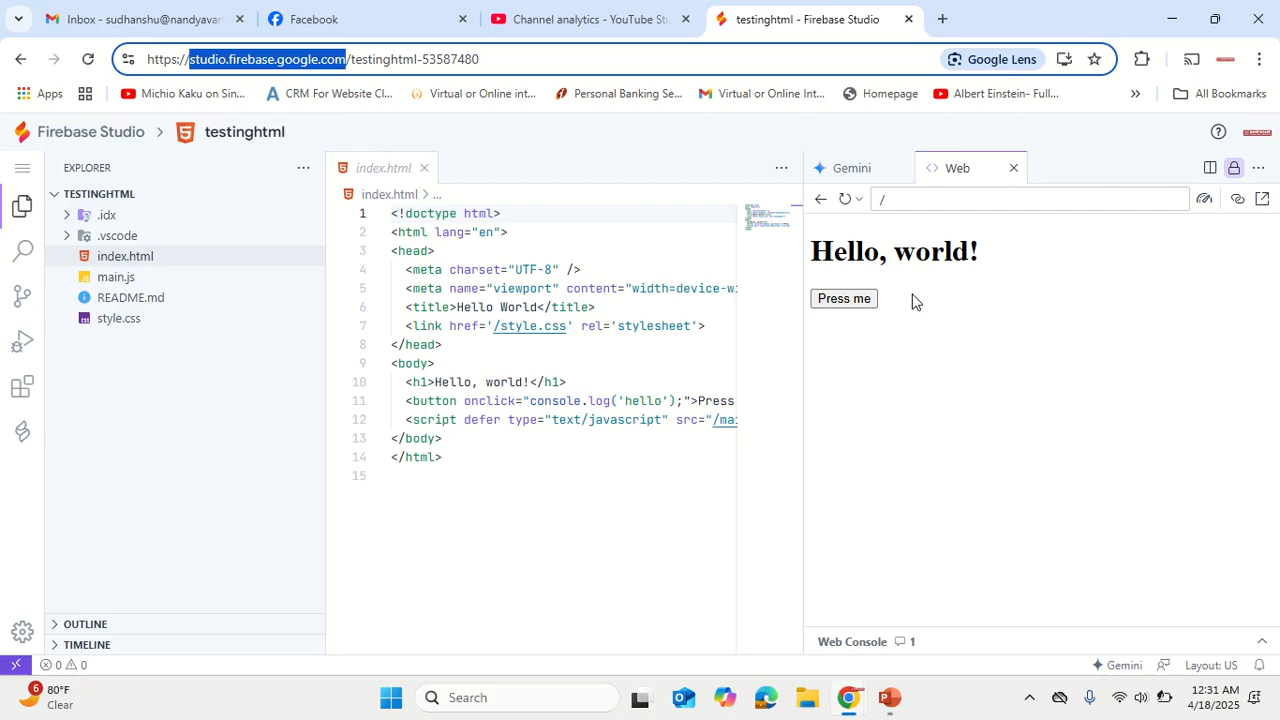 Inbox - sudhanshu@nandyavar
Facebook
Channel analytics - YouTube Stu
testinghtml - Firebase Studio
https://studio.firebase.google.com/testinghtml-53587480
Google Lens
Apps
Michio Kaku on Sin...
CRM For Website Cl...
Virtual or Online int...
Personal Banking Se...
Virtual or Online Int...
Homepage
Albert Einstein- Full...
All Bookmarks
Firebase Studio
testinghtml
EXPLORER
index.html
Gemini
Web
TESTINGHTML
.idx
.vscode
index.html
main.js
README.md
style.css
index.html > ...
1 <!doctype html>
2 <html lang="en">
3 <head>
4 <meta charset="UTF-8" />
5 <meta name="viewport" content="width=device-wi
6 <title>Hello World</title>
7 <link href='/style.css' rel='stylesheet'>
8 </head>
9 <body>
10 <h1>Hello, world!</h1>
11 <button onclick="console.log('hello');">Press
12 <script defer type="text/javascript" src="/mai
13 </body>
14 </html>
15
/
Hello, world!
Press me
OUTLINE
TIMELINE
Web Console 1
0 0
Gemini
Layout: US
6
80°F
Clear
Search
12:31 AM
4/18/2025